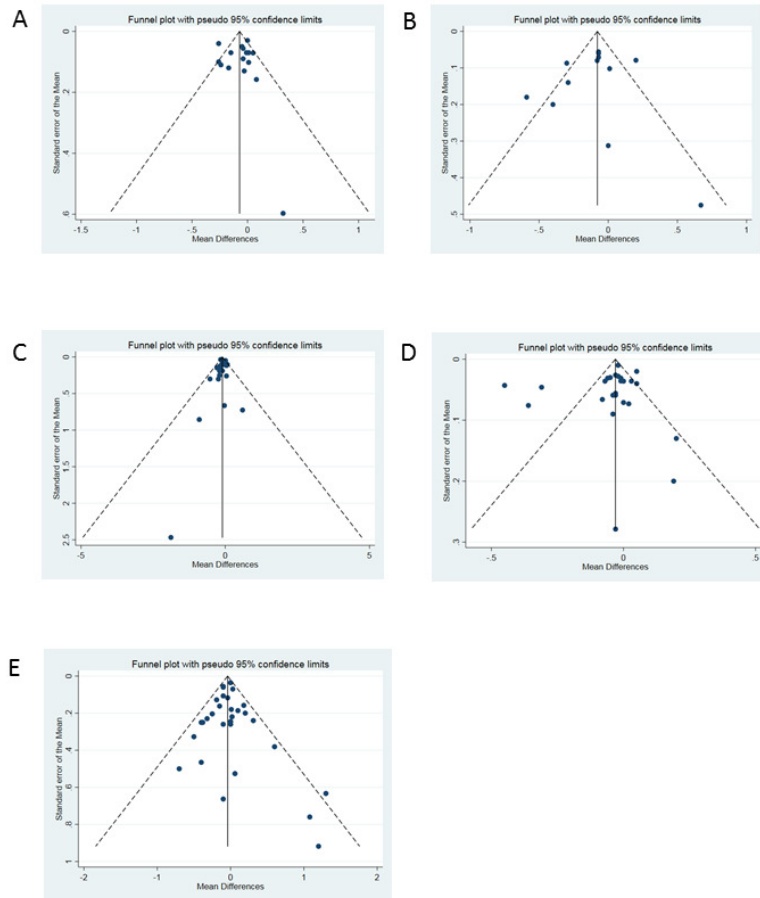 A
Funnel plot with pseudo 95% confidence limits
Standard error of the Mean
0
.2
.4
.6
-1.5
-1
-.5
0
.5
1
Mean Differences
B
Funnel plot with pseudo 95% confidence limits
Standard error of the Mean
0
.1
.2
.3
.4
.5
-1
-.5
0
.5
1
Mean Differences
C
Funnel plot with pseudo 95% confidence limits
Standard error of the Mean
0
.5
1
1.5
2
2.5
-5
0
5
Mean Differences
D
Funnel plot with pseudo 95% confidence limits
Standard error of the Mean
0
.1
.2
.3
-.5
0
.5
Mean Differences
E
Funnel plot with pseudo 95% confidence limits
Standard error of the Mean
0
.2
.4
.6
.8
1
-2
-1
0
1
2
Mean Differences